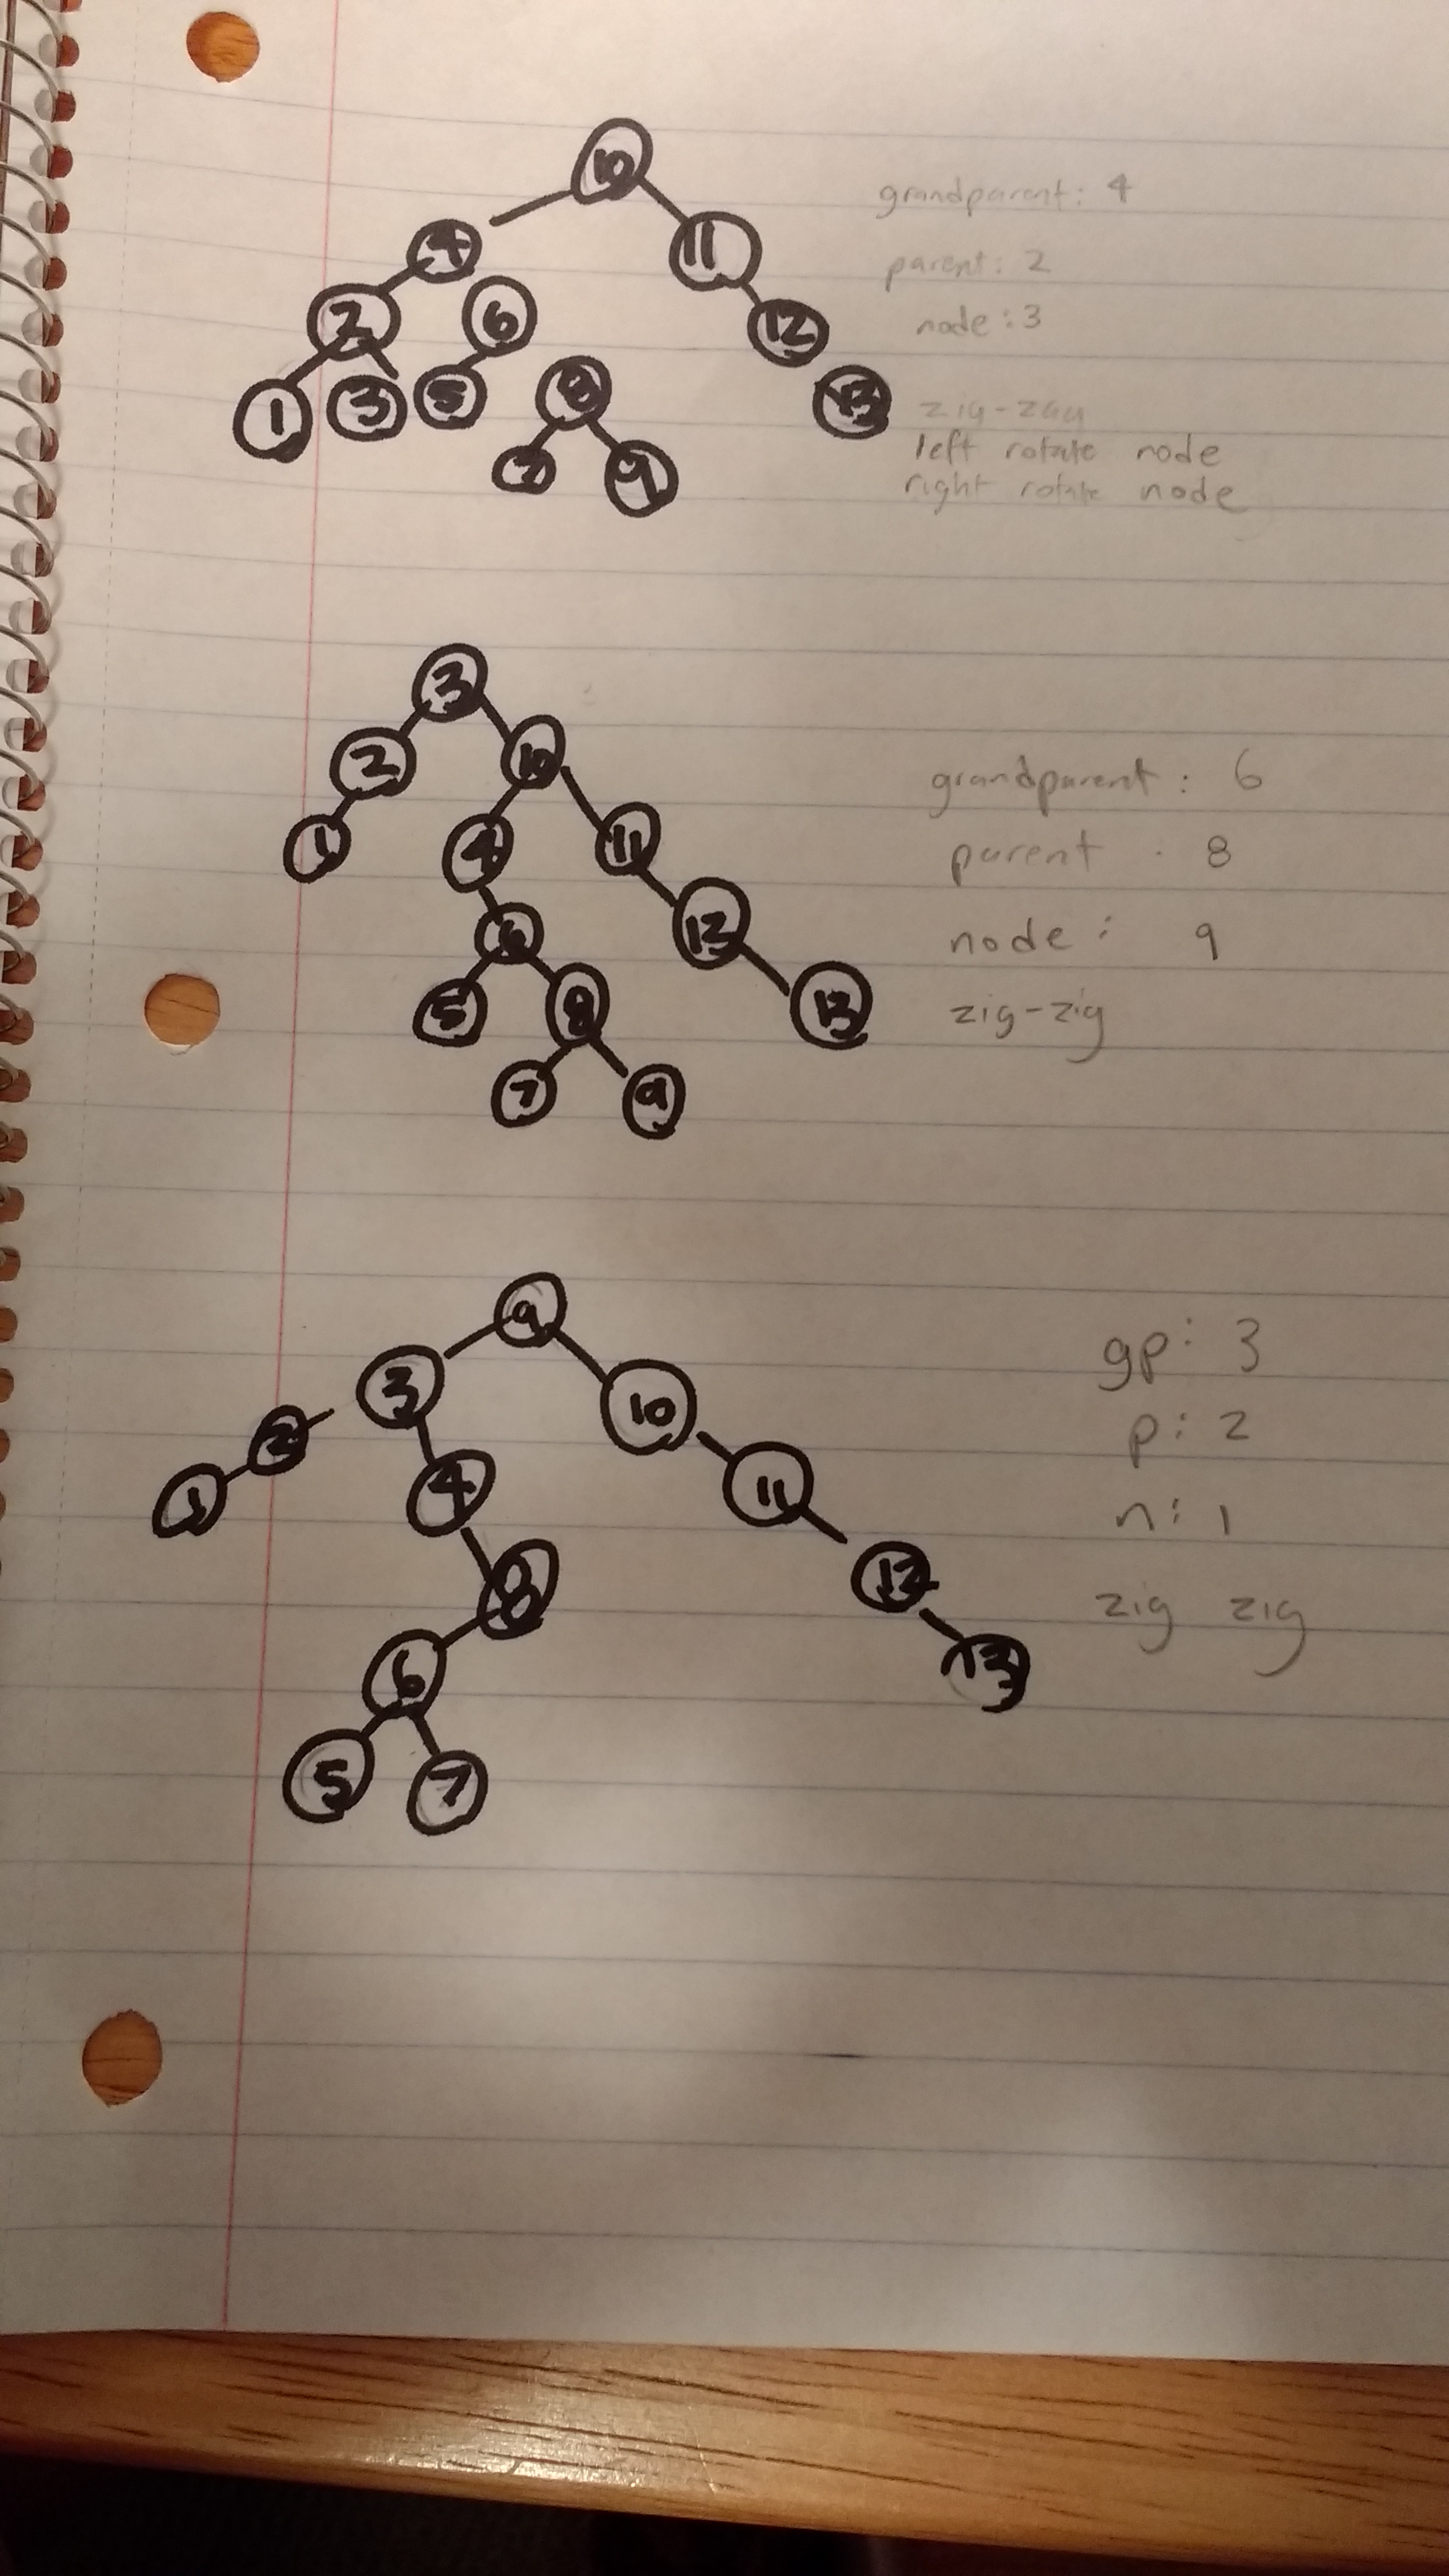 10
grandparent: 4
4
11
parent: 2
2
6
12
node: 3
1
3
5
8
13
zig-zag
left rotate node
7
9
right rotate node
3
2
10
grandparent: 6
1
4
11
parent : 8
6
12
node: 9
5
8
13
zig-zig
7
9
9
gp: 3
3
10
2
p: 2
1
4
11
n: 1
8
12
zig zig
6
13
5
7